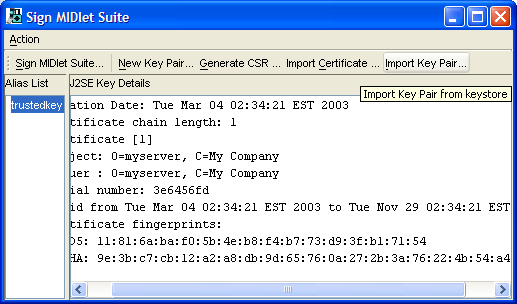 Sign MIDlet Suite
Action
Sign MIDlet Suite... New Key Pair... Generate CSR ... Import Certificate ... Import Key Pair...
Alias List J2SE Key Details
Import Key Pair from keystore
trustedkey
ation Date: Tue Mar 04 02:34:21 EST 2003
tificate chain length: 1
tificate [1]
ject: O=myserver, C=My Company
uer : O=myserver, C=My Company
ial number: 3e6456fd
id from Tue Mar 04 02:34:21 EST 2003 to Tue Nov 29 02:34:21 EST
tificate fingerprints:
D5: 11:81:6a:ba:f0:5b:4e:b8:f4:b7:73:d9:3f:b1:71:54
HA: 9e:3b:c7:cb:12:a2:a8:db:9d:65:76:0a:27:2b:3a:76:22:4b:54:a4